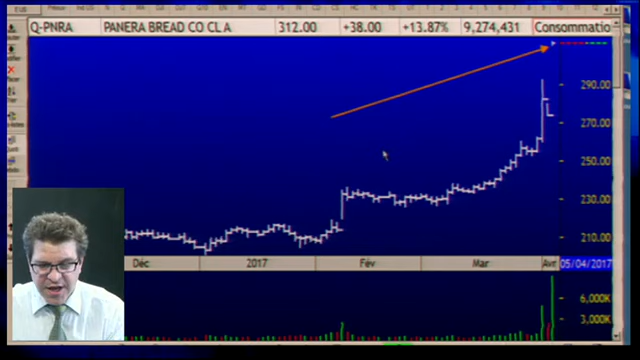 Q-PNRA PANERA BREAD CO CL A 312.00 +38.00 +13.87% 9,274,431 Consommatio
290.00
270.00
250.00
230.00
210.00
Déc 2017 Fév Mar Avr 05/04/2017
6,000K
3,000K